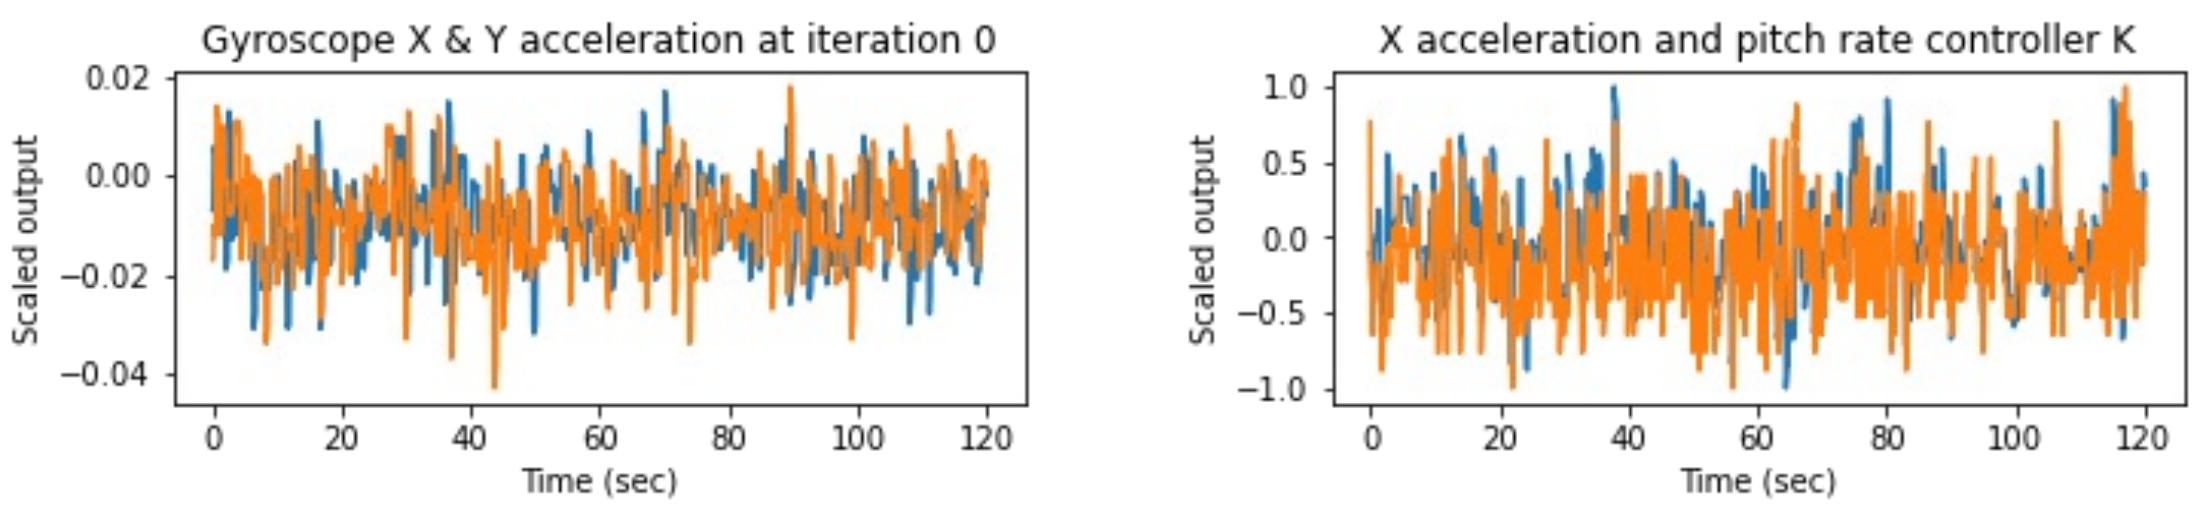 Gyroscope X & Y acceleration at iteration 0
0.02
0.00
−0.02
−0.04
Scaled output
0 20 40 60 80 100 120
Time (sec)
X acceleration and pitch rate controller K
1.0
0.5
0.0
−0.5
−1.0
Scaled output
0 20 40 60 80 100 120
Time (sec)